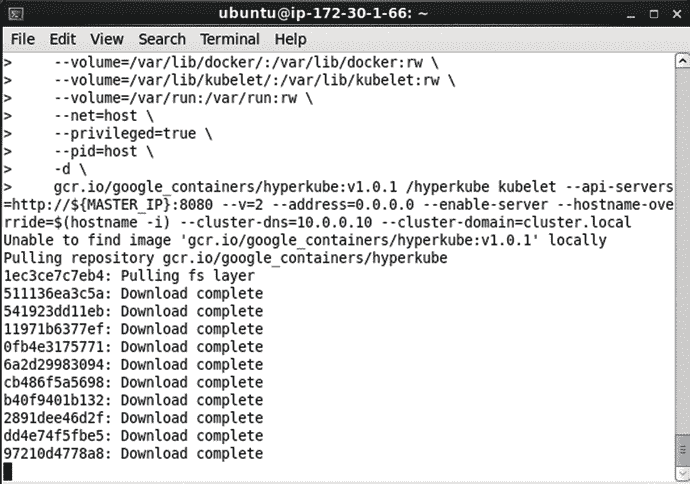 ubuntu@ip-172-30-1-66: ~
File Edit View Search Terminal Help
>     --volume=/var/lib/docker/:/var/lib/docker:rw \
>     --volume=/var/lib/kubelet/:/var/lib/kubelet:rw \
>     --volume=/var/run:/var/run:rw \
>     --net=host \
>     --privileged=true \
>     --pid=host \
>     -d \
>     gcr.io/google_containers/hyperkube:v1.0.1 /hyperkube kubelet --api-servers
=http://${MASTER_IP}:8080 --v=2 --address=0.0.0.0 --enable-server --hostname-ove
rride=$(hostname -i) --cluster-dns=10.0.0.10 --cluster-domain=cluster.local
Unable to find image 'gcr.io/google_containers/hyperkube:v1.0.1' locally
Pulling repository gcr.io/google_containers/hyperkube
1ec3ce7c7eb4: Pulling fs layer
511136ea3c5a: Download complete
541923dd11eb: Download complete
11971b6377ef: Download complete
0fb4e3175771: Download complete
6a2d29983094: Download complete
cb486f5a5698: Download complete
b40f9401b132: Download complete
2891dee46d2f: Download complete
dd4e74f5fbe5: Download complete
97210d4778a8: Download complete